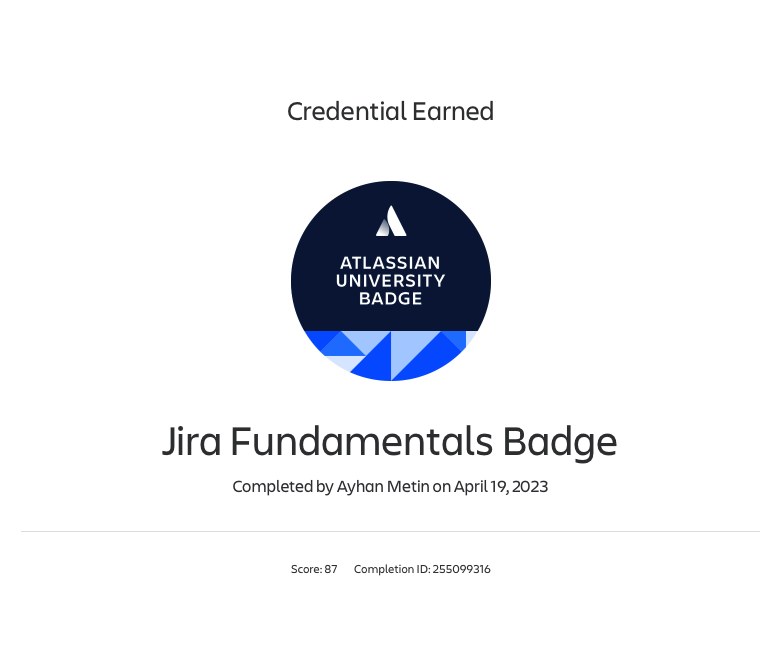 Credential Earned
ATLASSIAN
UNIVERSITY
BADGE
Jira Fundamentals Badge
Completed by Ayhan Metin on April 19, 2023
Score: 87 Completion ID: 255099316